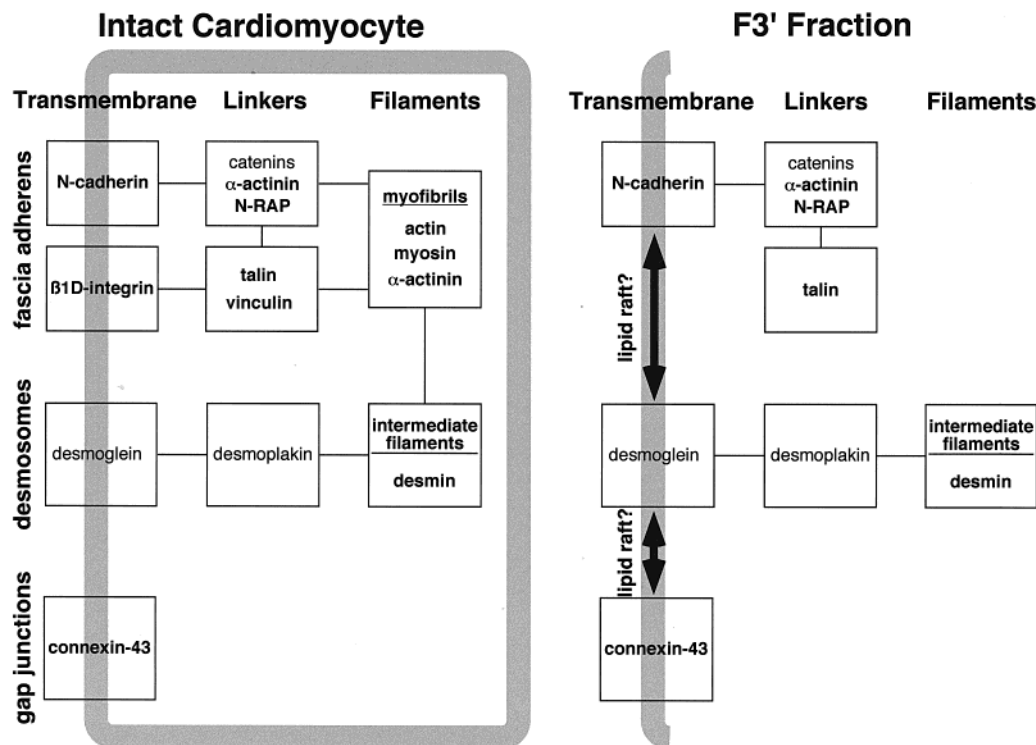 Intact Cardiomyocyte
Transmembrane Linkers Filaments
fascia adherens
N-cadherin
catenins
α-actinin
N-RAP
myofibrils
actin
myosin
α-actinin
ß1D-integrin
talin
vinculin
desmosomes
desmoglein
desmoplakin
intermediate
filaments
desmin
gap junctions
connexin-43
F3' Fraction
Transmembrane Linkers Filaments
N-cadherin
catenins
α-actinin
N-RAP
talin
lipid raft?
desmoglein
desmoplakin
intermediate
filaments
desmin
lipid raft?
connexin-43